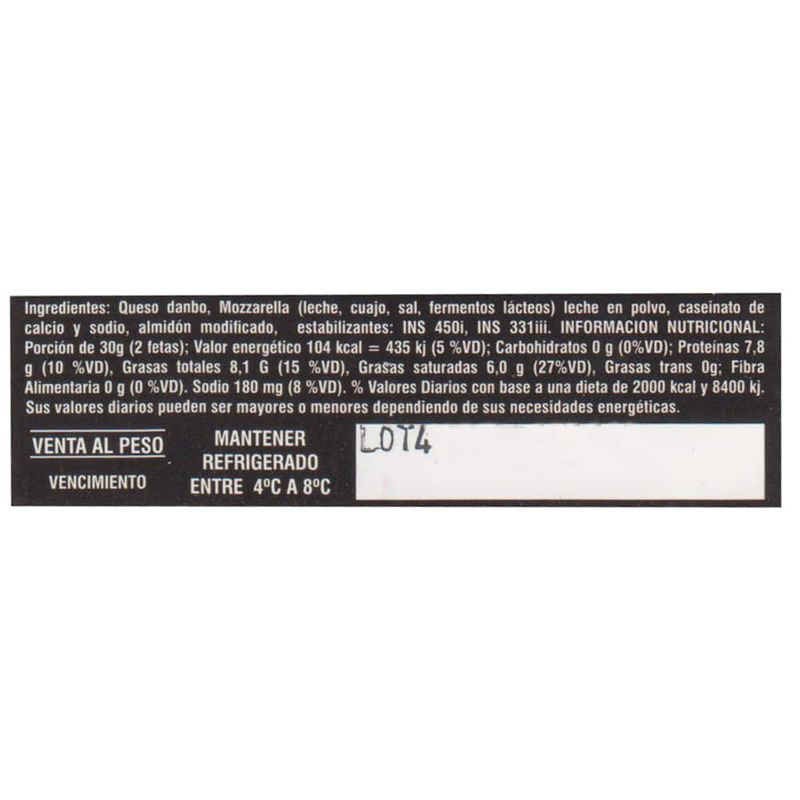 Ingredientes: Queso danbo, Mozzarella (leche, cuajo, sal, fermentos lácteos) leche en polvo, caseinato de
calcio y sodio, almidón modificado, estabilizantes: INS 450i, INS 331iii. INFORMACION NUTRICIONAL:
Porción de 30g (2 fetas); Valor energético 104 kcal = 435 kj (5 %VD); Carbohidratos 0 g (0%VD); Proteínas 7,8
g (10 %VD), Grasas totales 8,1 G (15 %VD), Grasas saturadas 6,0 g (27%VD), Grasas trans 0g; Fibra
Alimentaria 0 g (0 %VD). Sodio 180 mg (8 %VD). % Valores Diarios con base a una dieta de 2000 kcal y 8400 kj.
Sus valores diarios pueden ser mayores o menores dependiendo de sus necesidades energéticas.
VENTA AL PESO
VENCIMIENTO
MANTENER
REFRIGERADO
ENTRE 4ºC A 8ºC
LOT4